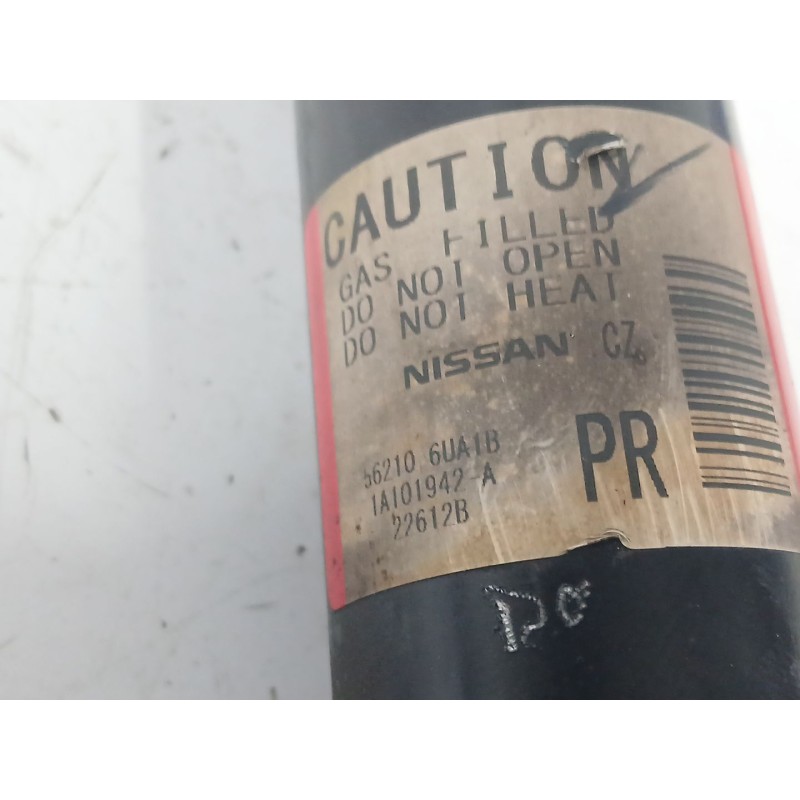 CAUTION
GAS FILLED
DO NOT OPEN
DO NOT HEAT
NISSAN CZ
56210 6UA1B
1A101942-A
22612B
PR